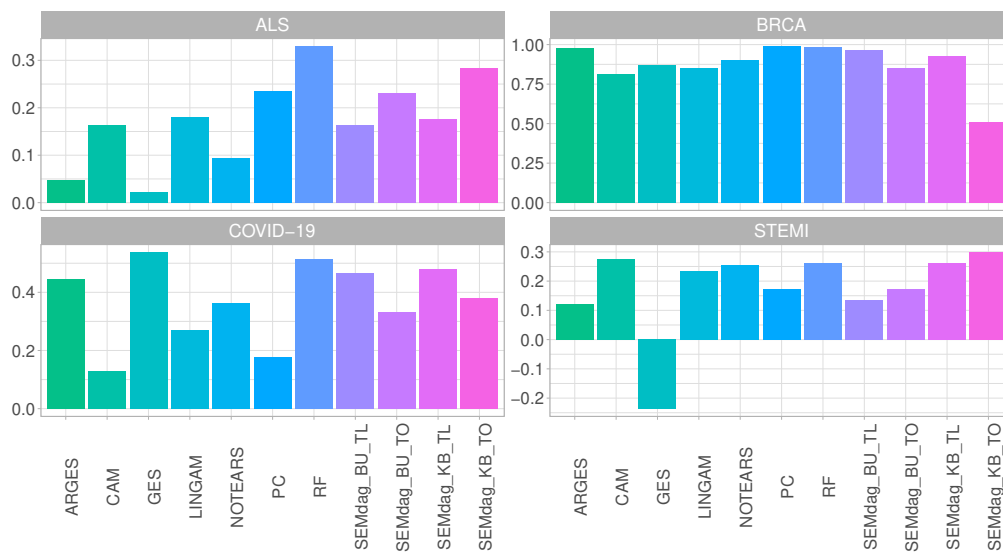 ALS
0.3
0.2
0.1
0.0
BRCA
1.00
0.75
0.50
0.25
0.00
COVID−19
0.4
0.2
0.0
STEMI
0.3
0.2
0.1
0.0
−0.1
−0.2
ARGES
CAM
GES
LINGAM
NOTEARS
PC
RF
SEMdag_BU_TL
SEMdag_BU_TO
SEMdag_KB_TL
SEMdag_KB_TO
ARGES
CAM
GES
LINGAM
NOTEARS
PC
RF
SEMdag_BU_TL
SEMdag_BU_TO
SEMdag_KB_TL
SEMdag_KB_TO